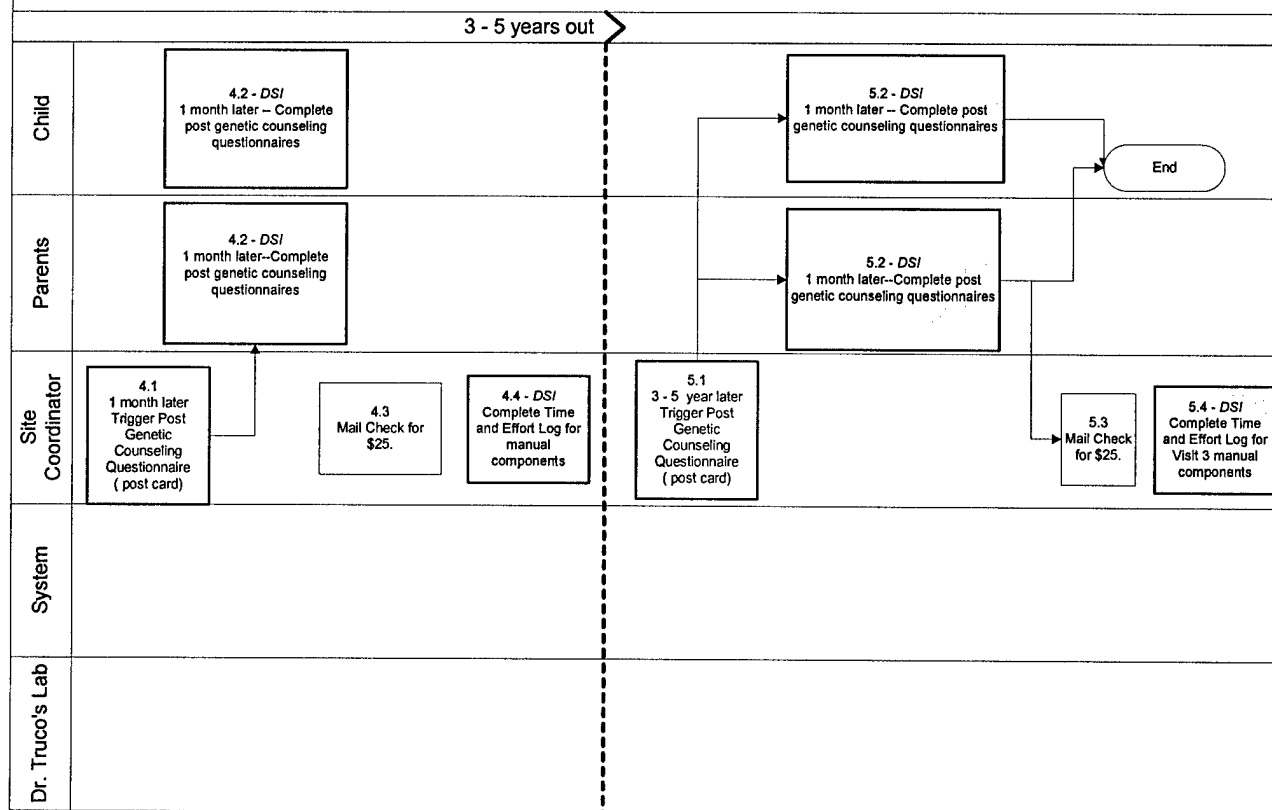 3 - 5 years out
Child
4.2 - DSI
1 month later -- Complete
post genetic counseling
questionnaires
5.2 - DSI
1 month later -- Complete post
genetic counseling questionnaires
End
Parents
4.2 - DSI
1 month later--Complete
post genetic counseling
questionnaires
5.2 - DSI
1 month later--Complete post
genetic counseling questionnaires
Site
Coordinator
4.1
1 month later
Trigger Post
Genetic
Counseling
Questionnaire
( post card)
4.3
Mail Check for
$25.
4.4 - DSI
Complete Time
and Effort Log for
manual
components
5.1
3 - 5 year later
Trigger Post
Genetic
Counseling
Questionnaire
( post card)
5.3
Mail Check
for $25.
5.4 - DSI
Complete Time
and Effort Log for
Visit 3 manual
components
System
Dr. Truco's Lab